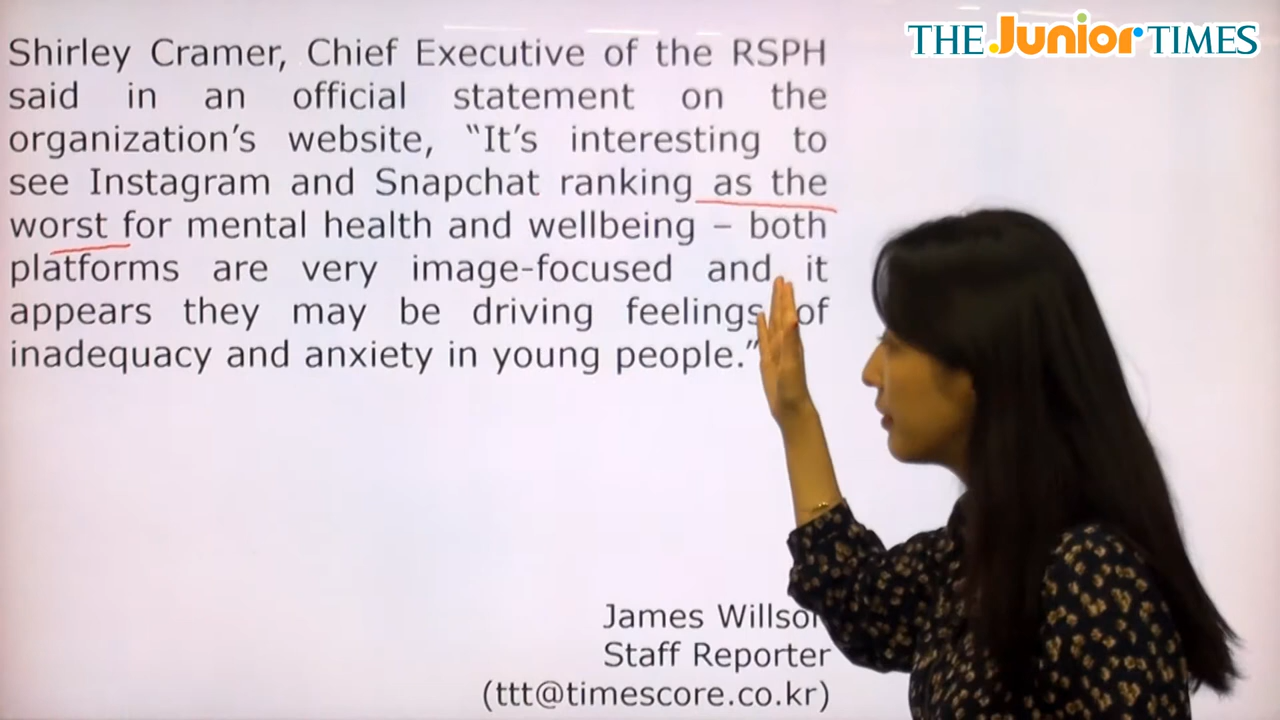 THE Junior TIMES
Shirley Cramer, Chief Executive of the RSPH
said in an official statement on the
organization's website, “It's interesting to
see Instagram and Snapchat ranking as the
worst for mental health and wellbeing – both
platforms are very image-focused and it
appears they may be driving feelings of
inadequacy and anxiety in young people.”
James Willson
Staff Reporter
(ttt@timescore.co.kr)